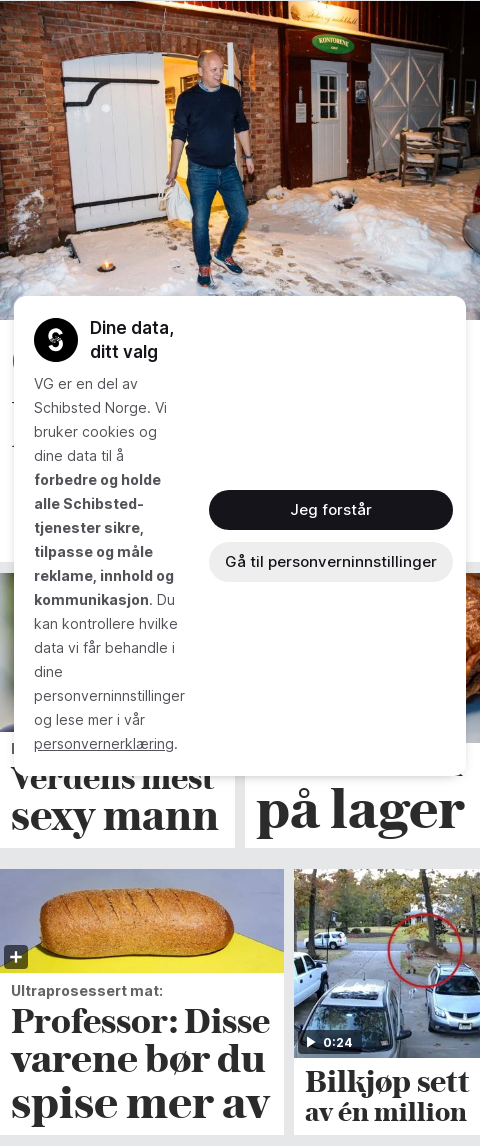 KONTORENE
Dine data,
ditt valg
VG er en del av
Schibsted Norge. Vi
bruker cookies og
dine data til å
forbedre og holde
alle Schibsted-
tjenester sikre,
tilpasse og måle
reklame, innhold og
kommunikasjon. Du
kan kontrollere hvilke
data vi får behandle i
dine
personverninnstillinger
og lese mer i vår
personvernerklæring.
Jeg forstår
Gå til personverninnstillinger
Verdens mest
sexy mann
på lager
Ultraprosessert mat:
Professor: Disse
varene bør du
spise mer av
0:24
Bilkjøp sett
av én million